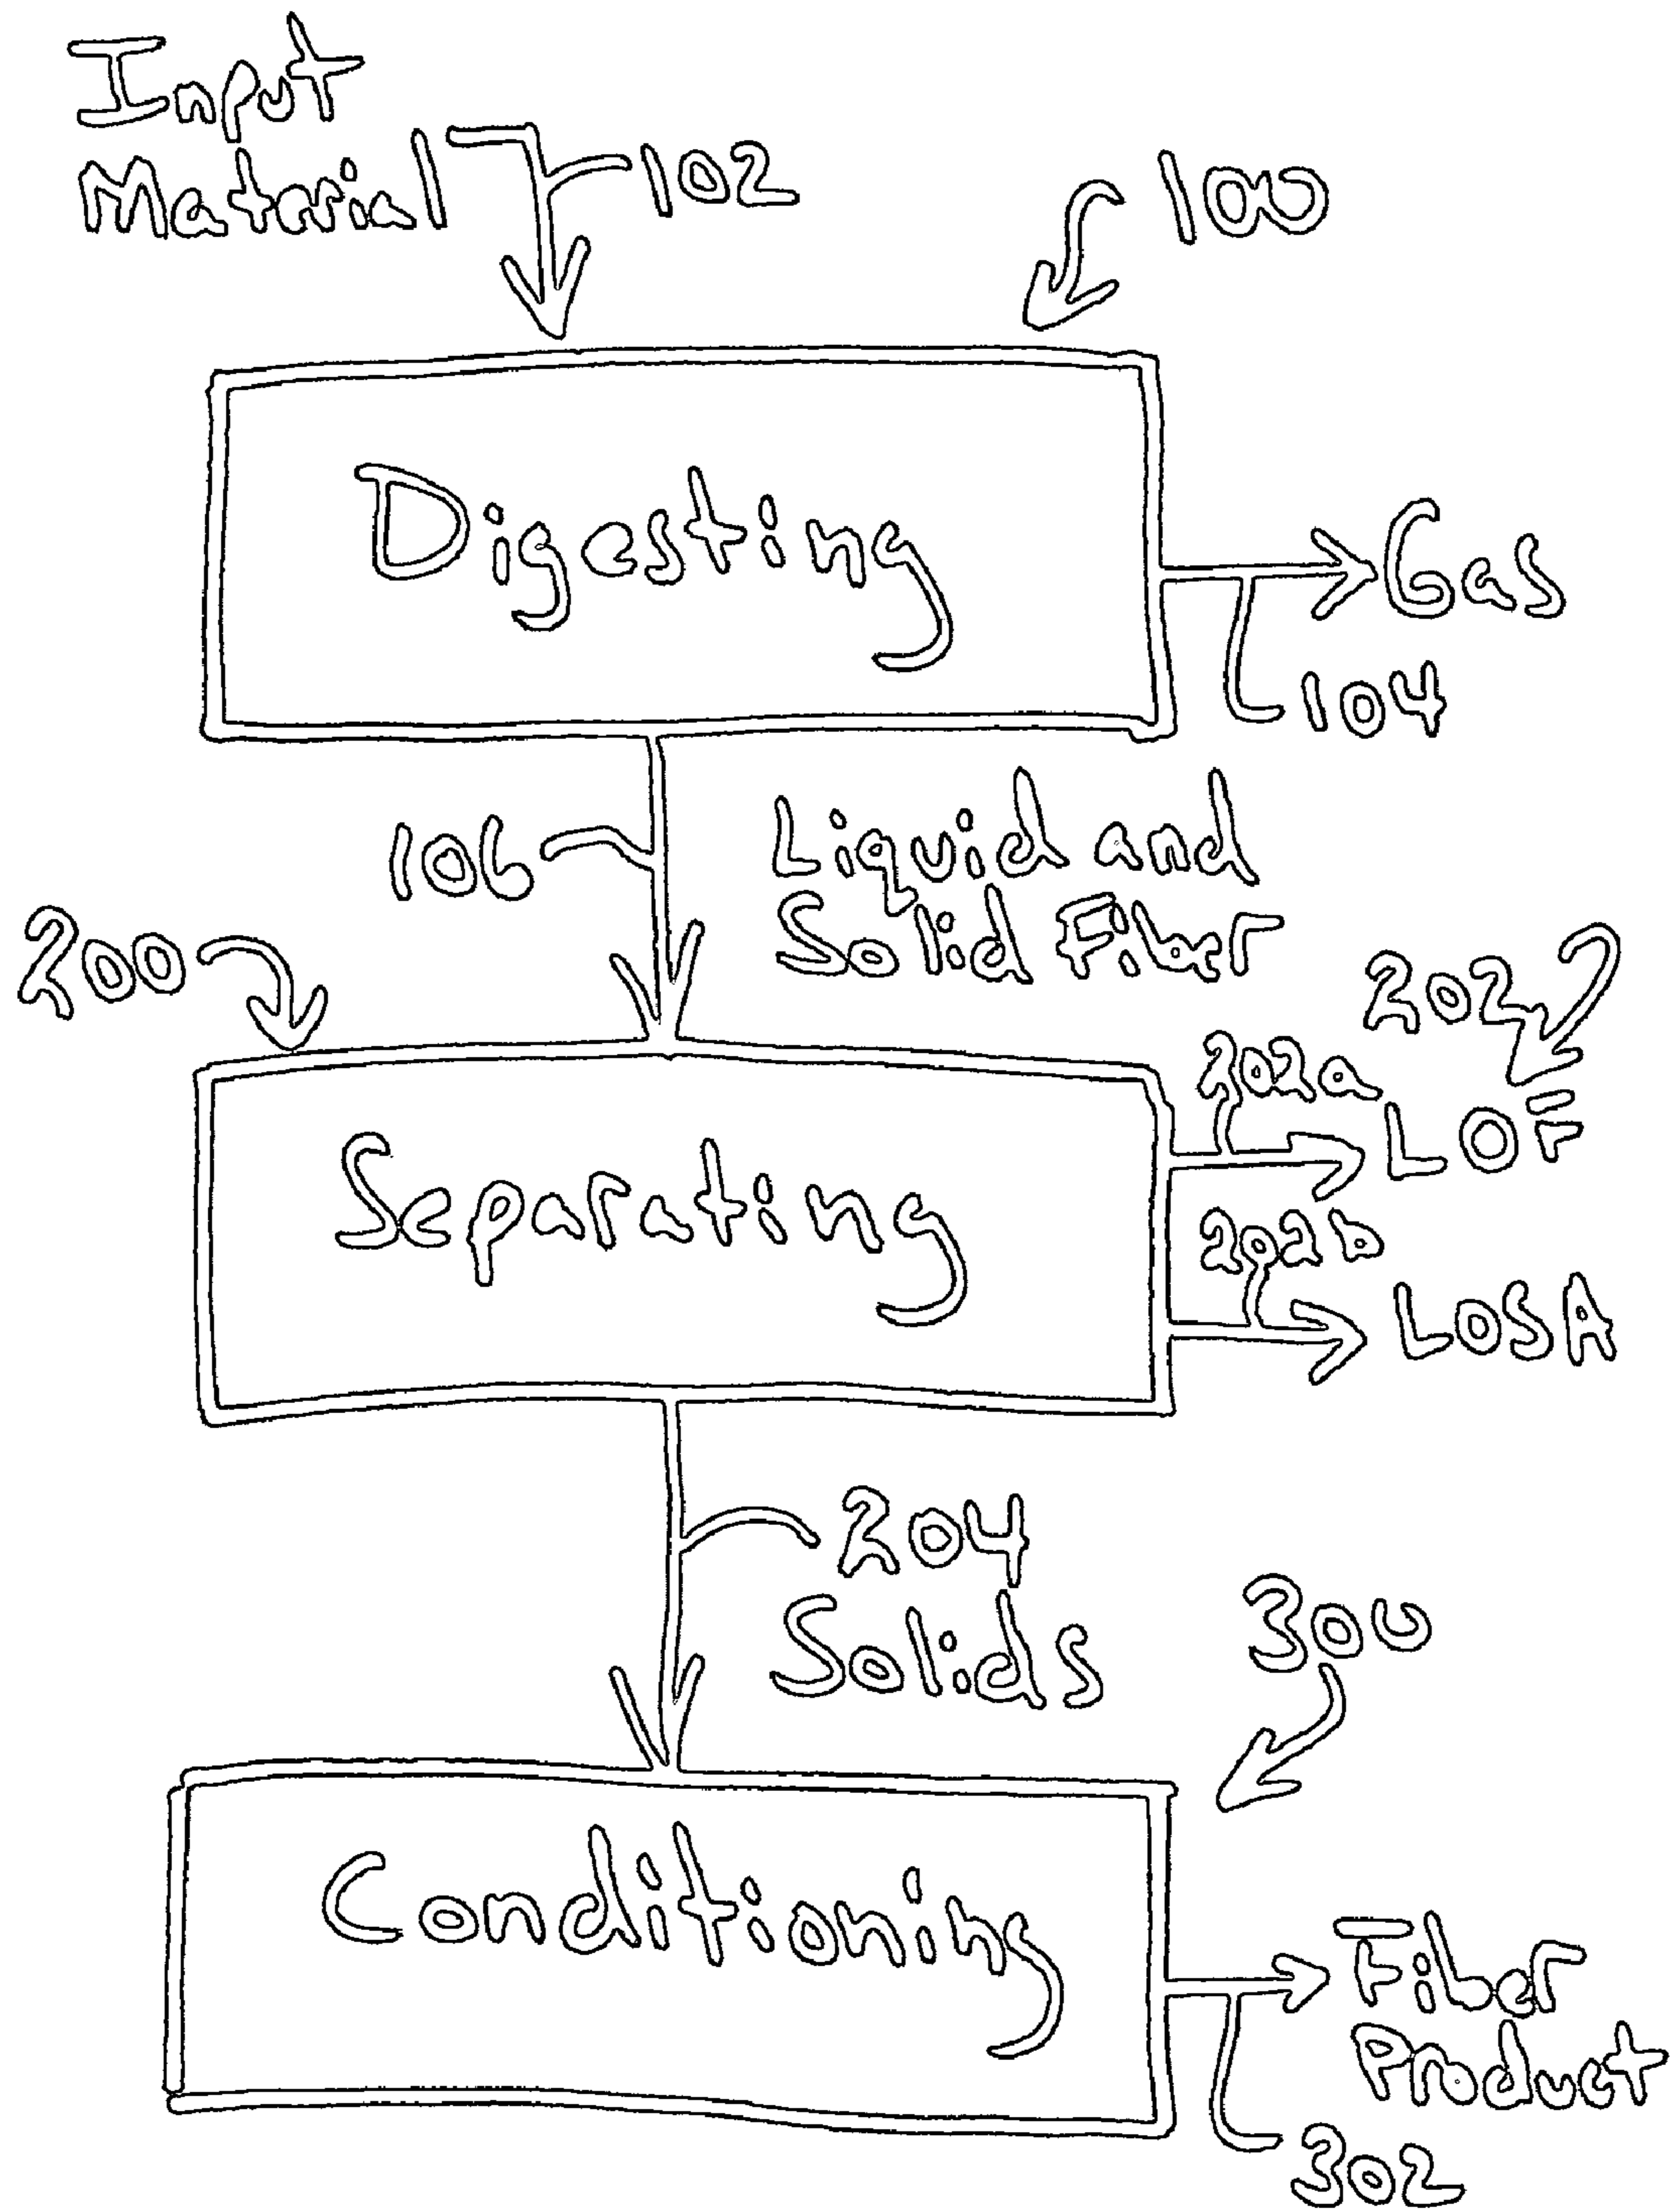 Input
Material
102
100
Digesting
Gas
104
106
Liquid and
Solid Fiber
200
202
202a
LOF
Separating
202b
LOSA
204
Solids
300
Conditioning
Fiber
Product
302